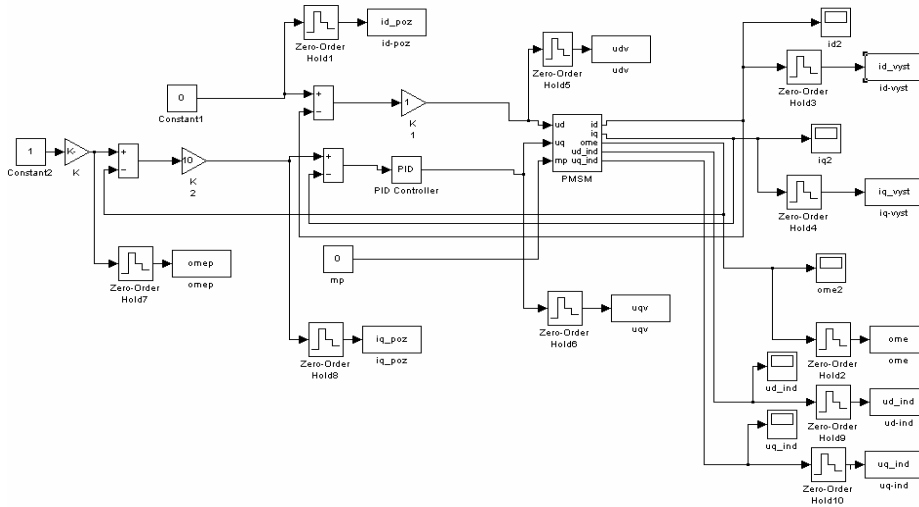 id_poz
Zero-Order
Hold1
id-poz
0
Constant1
+
−
1
K
1
Zero-Order
Hold5
udv
udv
id2
Zero-Order
Hold3
id_vyst
id-vyst
1
Constant2
K-
K
+
−
10
K
2
+
−
PID
PID Controller
ud
uq
mp
id
iq
ome
ud_ind
uq_ind
PMSM
iq2
Zero-Order
Hold4
iq_vyst
iq-vyst
Zero-Order
Hold7
omep
omep
0
mp
Zero-Order
Hold6
uqv
uqv
ome2
Zero-Order
Hold8
iq_poz
iq_poz
Zero-Order
Hold2
ome
ome
ud_ind
Zero-Order
Hold9
ud_ind
ud-ind
uq_ind
Zero-Order
Hold10
uq_ind
uq-ind